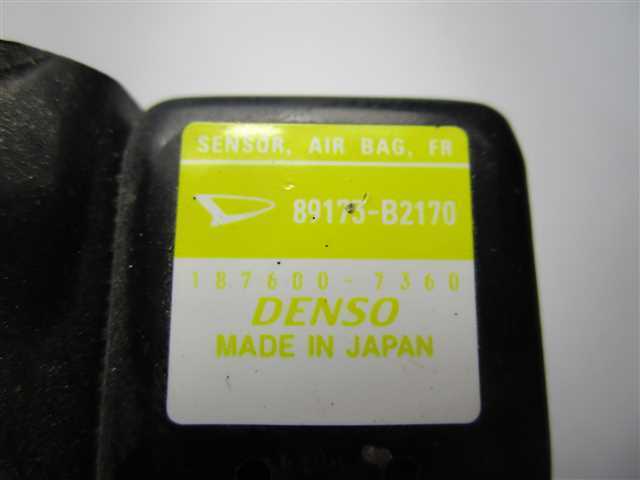 SENSOR, AIR BAG, FR
89173-B2170
187600-7360
DENSO
MADE IN JAPAN